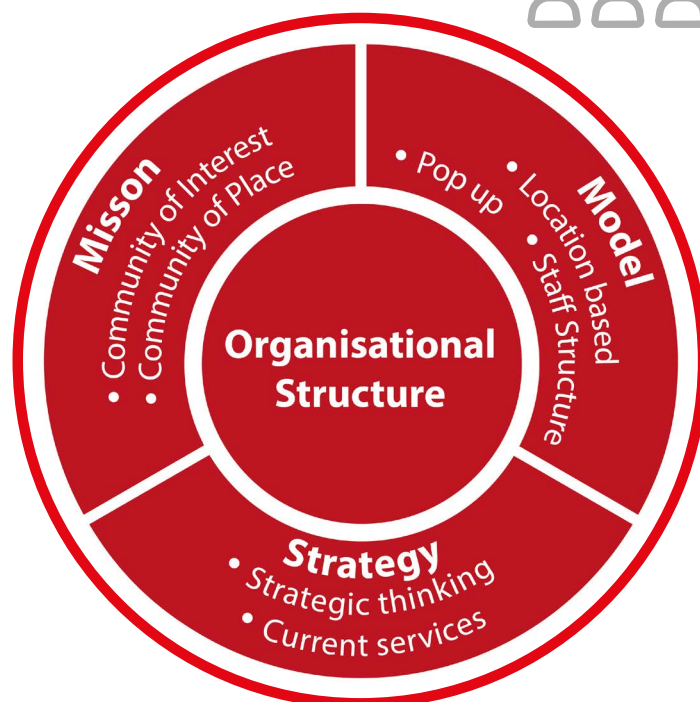 Misson
• Community of Interest
• Community of Place
Model
• Pop up
• Location based
• Staff Structure
Organisational
Structure
Strategy
• Strategic thinking
• Current services